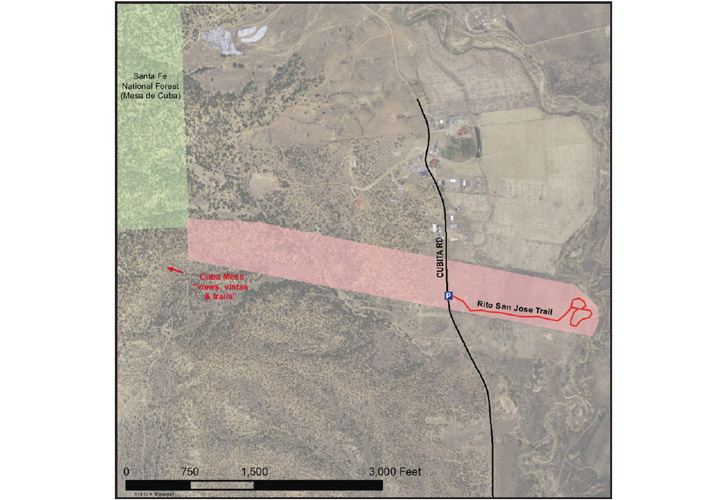 Santa Fe
National Forest
(Mesa de Cuba)
CUBITA RD
Cuba Mesa
"views, vistas
& trails"
P
Rito San Jose Trail
0 750 1,500 3,000 Feet